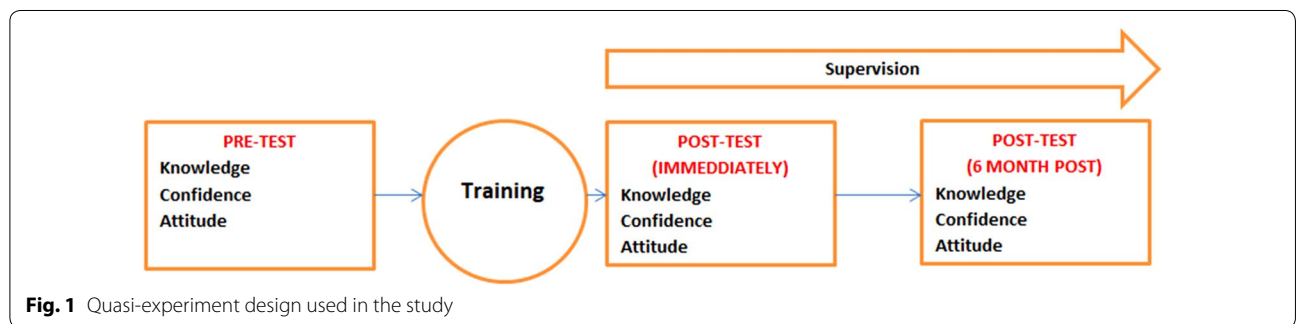 Supervision
PRE-TEST
Knowledge
Confidence
Attitude
Training
POST-TEST
(IMMEDDIATELY)
Knowledge
Confidence
Attitude
POST-TEST
(6 MONTH POST)
Knowledge
Confidence
Attitude
Fig. 1 Quasi-experiment design used in the study